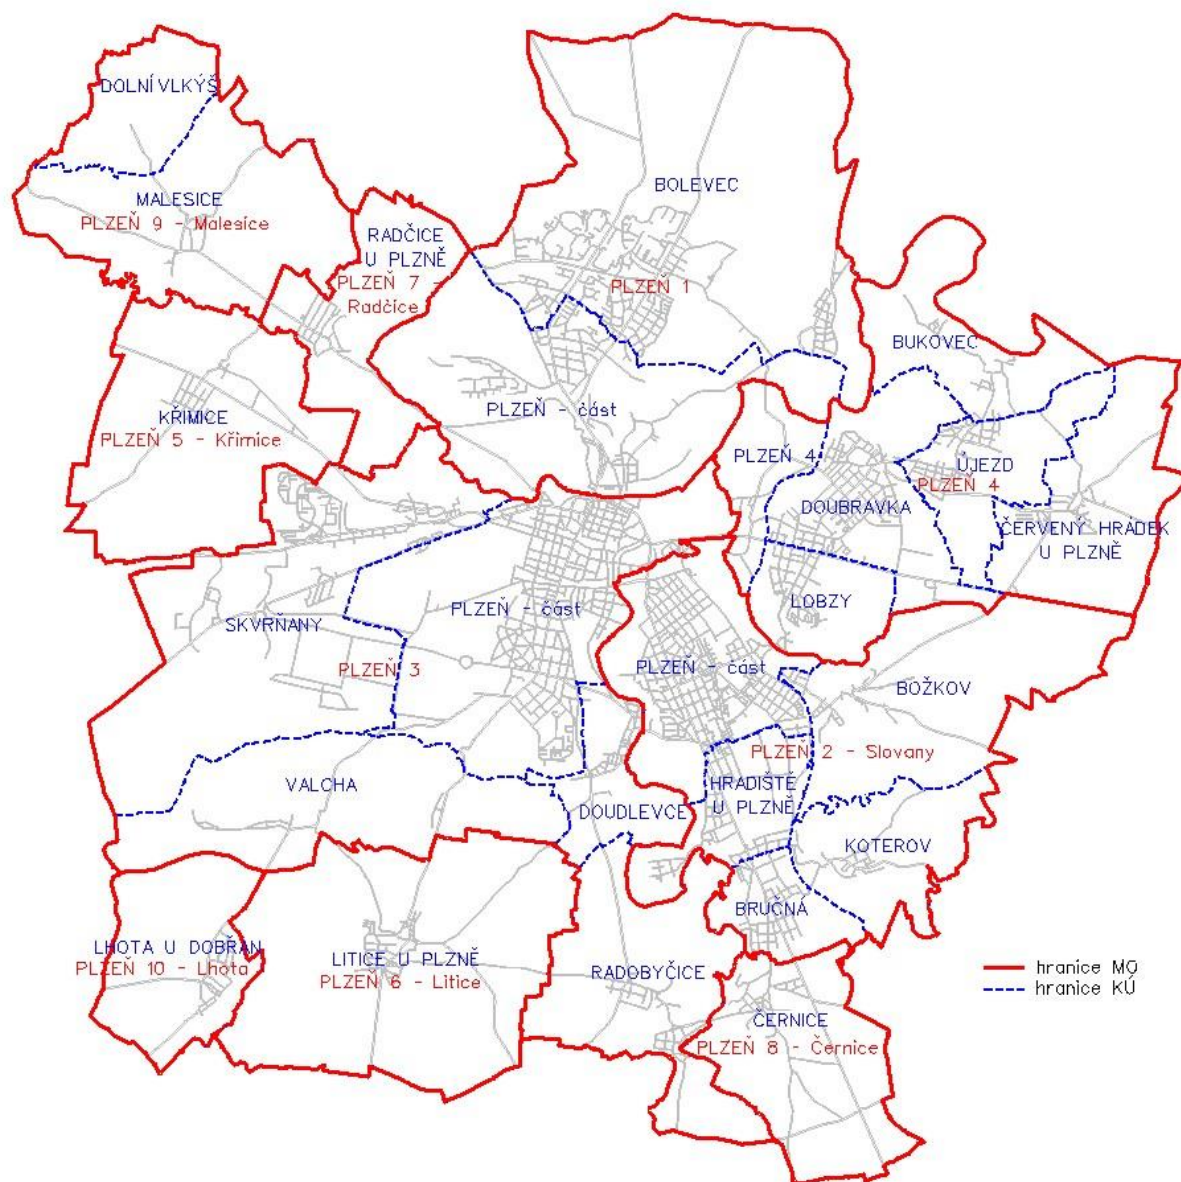 DOLNÍ VLKÝŠ
MALESICE
PLZEŇ 9 - Malesice
RADČICE
U PLZNĚ
PLZEŇ 7 -
Radčice
BOLEVEC
PLZEŇ 1
BUKOVEC
KŘIMICE
PLZEŇ 5 - Křimice
PLZEŇ - část
PLZEŇ 4
ÚJEZD
PLZEŇ 4
DOUBRAVKA
ČERVENÝ HRÁDEK
U PLZNĚ
LOBZY
SKVRŇANY
PLZEŇ - část
PLZEŇ 3
PLZEŇ - část
BOŽKOV
PLZEŇ 2 - Slovany
HRADIŠTĚ
U PLZNĚ
VALCHA
DOUDLEVCE
KOTEROV
BRUČNÁ
LHOTA U DOBŘAN
PLZEŇ 10 - Lhota
LITICE U PLZNĚ
PLZEŇ 6 - Litice
RADOBYČICE
ČERNICE
PLZEŇ 8 - Černice
hranice MO
hranice KÚ